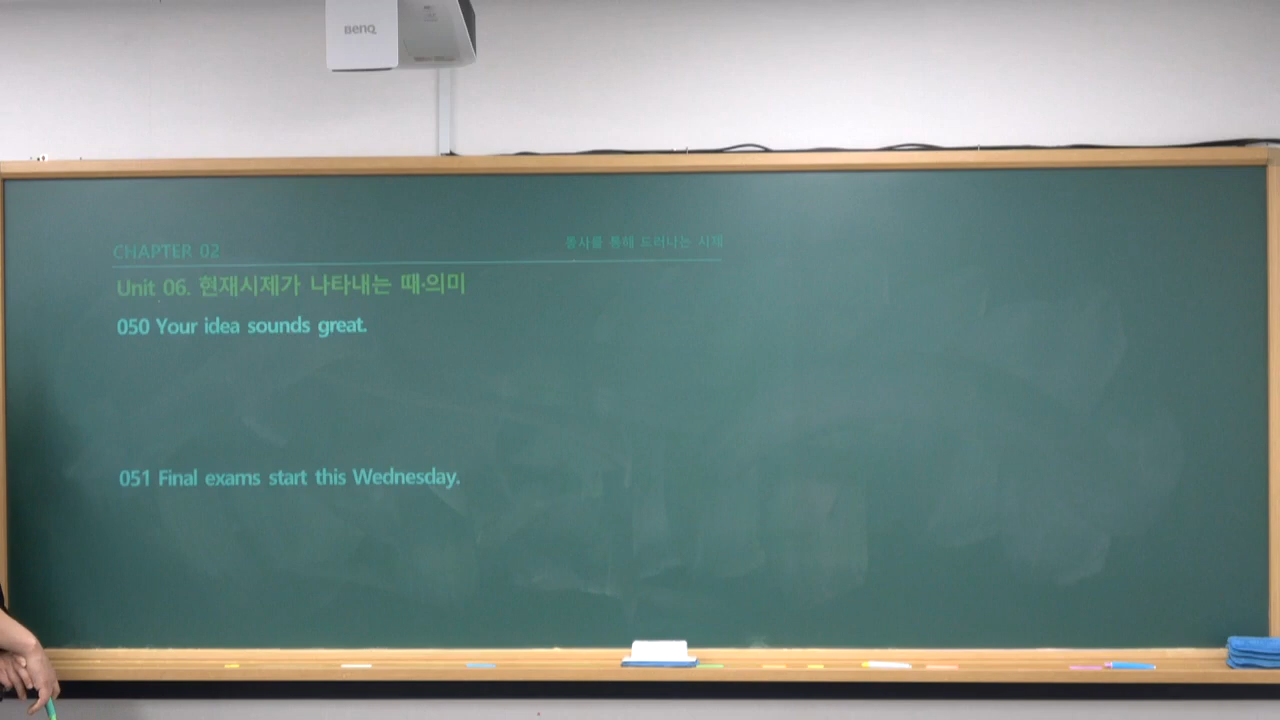 BenQ
CHAPTER 02
동사를 통해 드러나는 시제
Unit 06. 현재시제가 나타내는 때·의미
050 Your idea sounds great.
051 Final exams start this Wednesday.